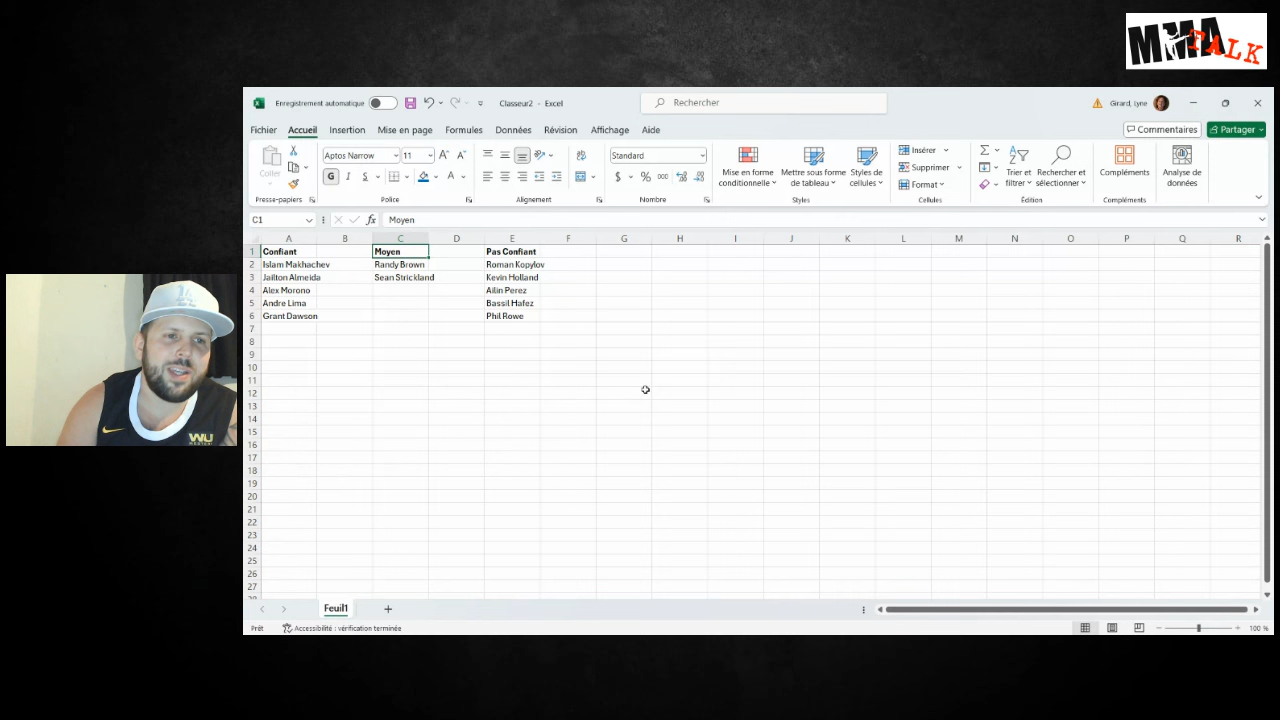 MMA TALK
Enregistrement automatique
Classeur2 - Excel
Rechercher
Girard, Lyne
Fichier Accueil Insertion Mise en page Formules Données Révision Affichage Aide
Commentaires Partager
Coller
Presse-papiers
Aptos Narrow 11
G I S A
Police
Alignement
Standard
$ % 000
Nombre
Mise en forme conditionnelle
Mettre sous forme de tableau
Styles de cellules
Styles
Insérer
Supprimer
Format
Cellules
Trier et filtrer
Rechercher et sélectionner
Édition
Compléments
Compléments
Analyse de données
C1 fx Moyen
A B C D E F G H I J K L M N O P Q R
1 Confiant Moyen Pas Confiant
2 Islam Makhachev Randy Brown Roman Kopylov
3 Jailton Almeida Sean Strickland Kevin Holland
4 Alex Morono Ailin Perez
5 Andre Lima Bassil Hafez
6 Grant Dawson Phil Rowe
7
8
9
10
11
12
13
14
15
16
17
18
19
20
21
22
23
24
25
26
27
WU
Feuil1
Prêt Accessibilité : vérification terminée 100 %